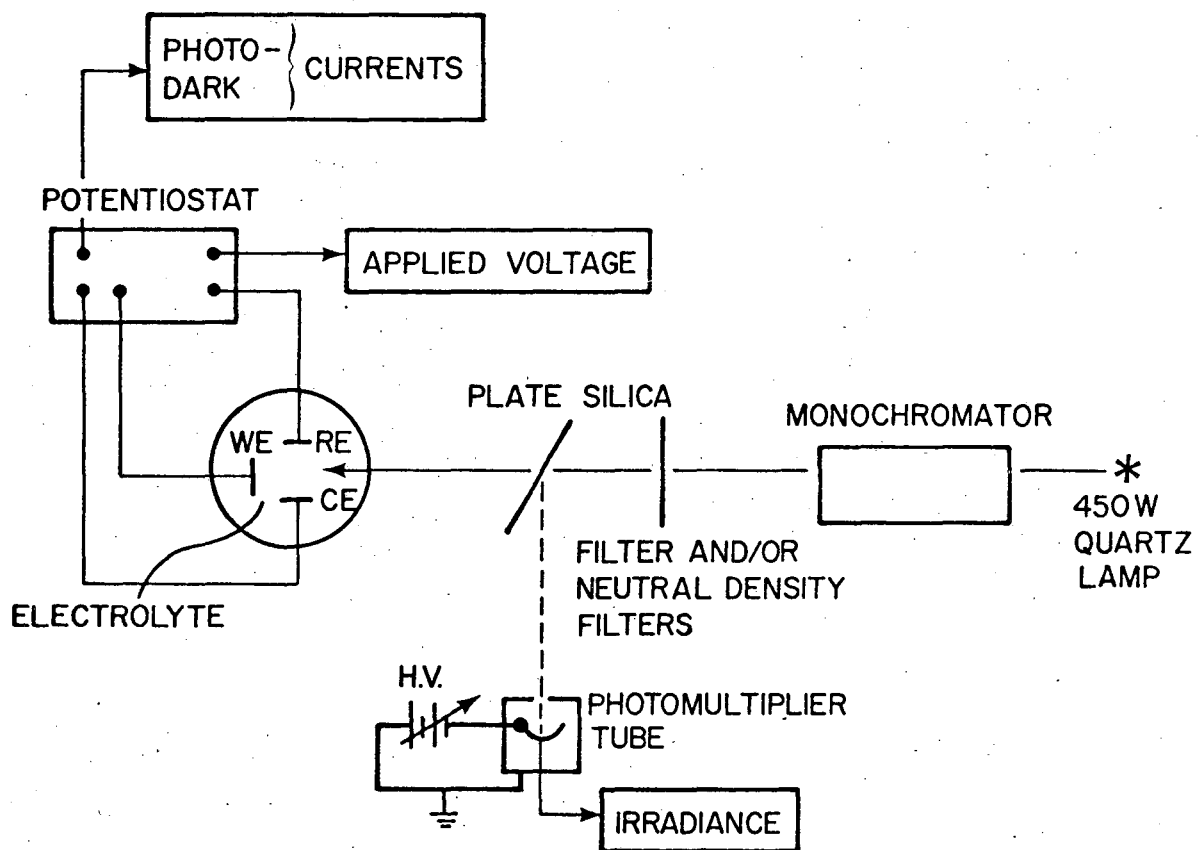 PHOTO-
DARK
CURRENTS
POTENTIOSTAT
APPLIED VOLTAGE
PLATE SILICA
MONOCHROMATOR
WE
RE
CE
450W
QUARTZ
LAMP
FILTER AND/OR
NEUTRAL DENSITY
FILTERS
ELECTROLYTE
H.V.
PHOTOMULTIPLIER
TUBE
IRRADIANCE